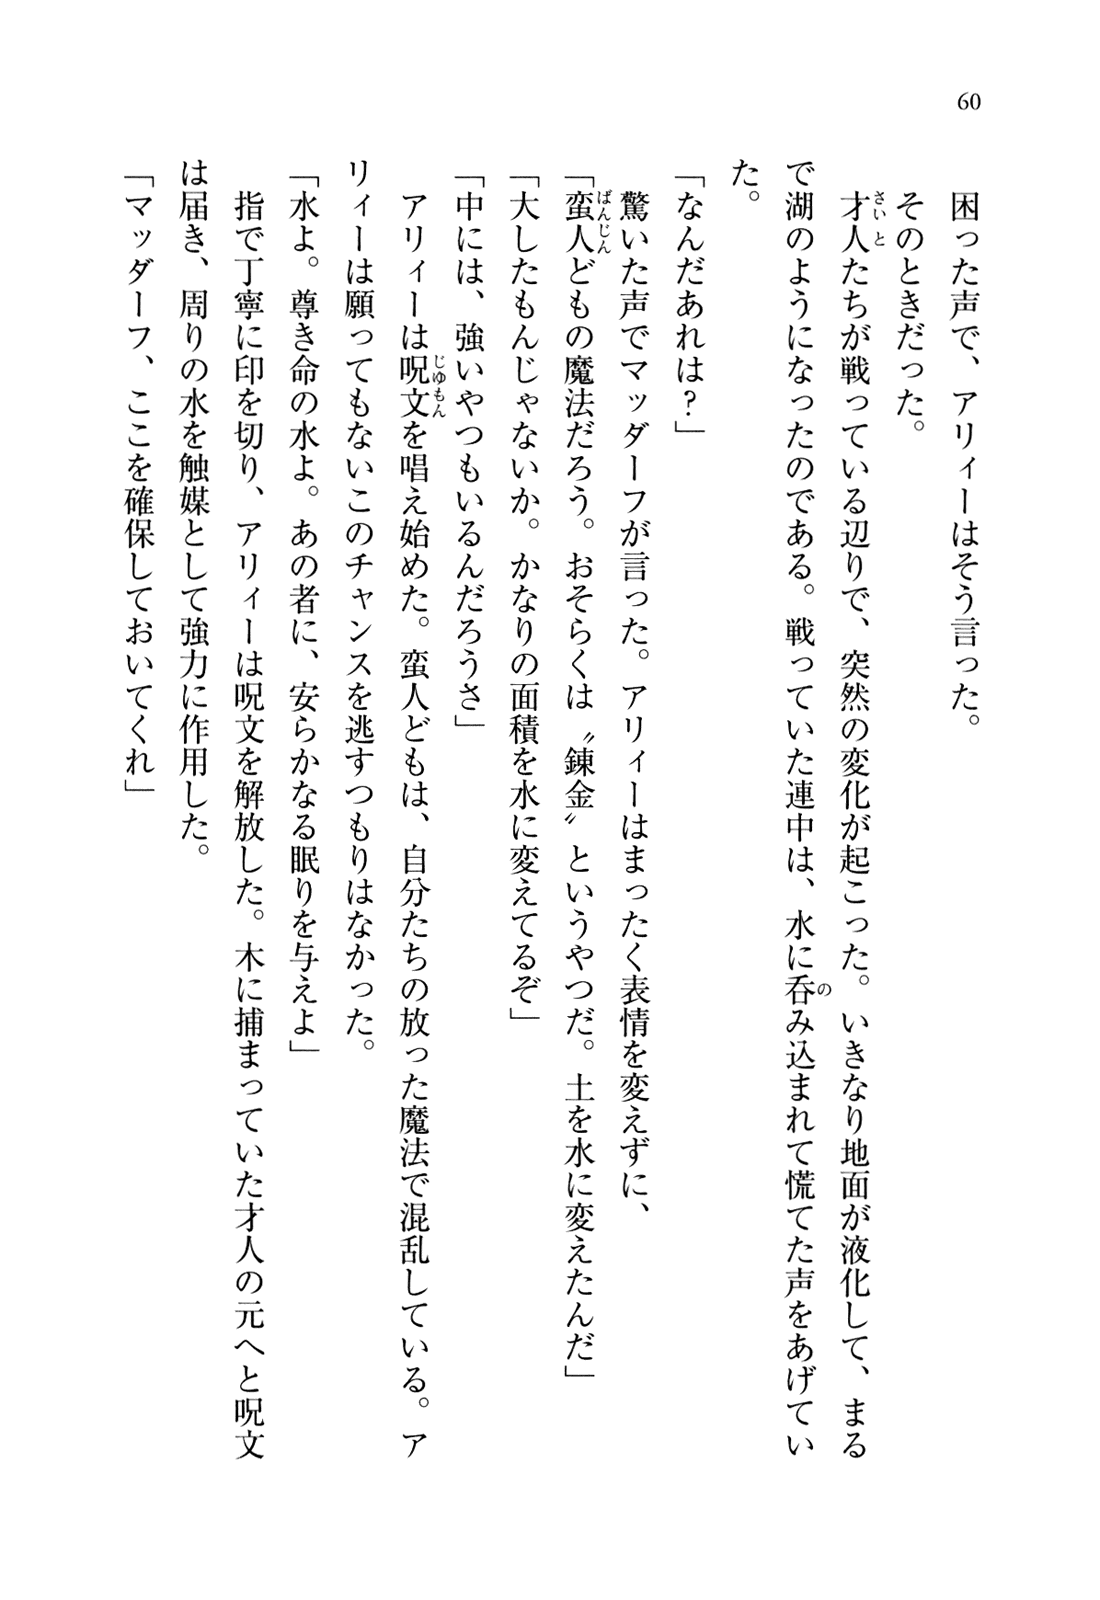 60
困った声で、アリィーはそう言った。
そのときだった。
才人たちが戦っている辺りで、突然の変化が起こった。いきなり地面が液化して、まる
で湖のようになったのである。戦っていた連中は、水に呑み込まれて慌てた声をあげてい
た。
「なんだあれは?」
驚いた声でマッダーフが言った。アリィーはまったく表情を変えずに、
「蛮人どもの魔法だろう。おそらくは〝錬金〟というやつだ。土を水に変えたんだ」
「大したもんじゃないか。かなりの面積を水に変えてるぞ」
「中には、強いやつもいるんだろうさ」
アリィーは呪文を唱え始めた。蛮人どもは、自分たちの放った魔法で混乱している。ア
リィーは願ってもないこのチャンスを逃すつもりはなかった。
「水よ。尊き命の水よ。あの者に、安らかなる眠りを与えよ」
指で丁寧に印を切り、アリィーは呪文を解放した。木に捕まっていた才人の元へと呪文
は届き、周りの水を触媒として強力に作用した。
「マッダーフ、ここを確保しておいてくれ」